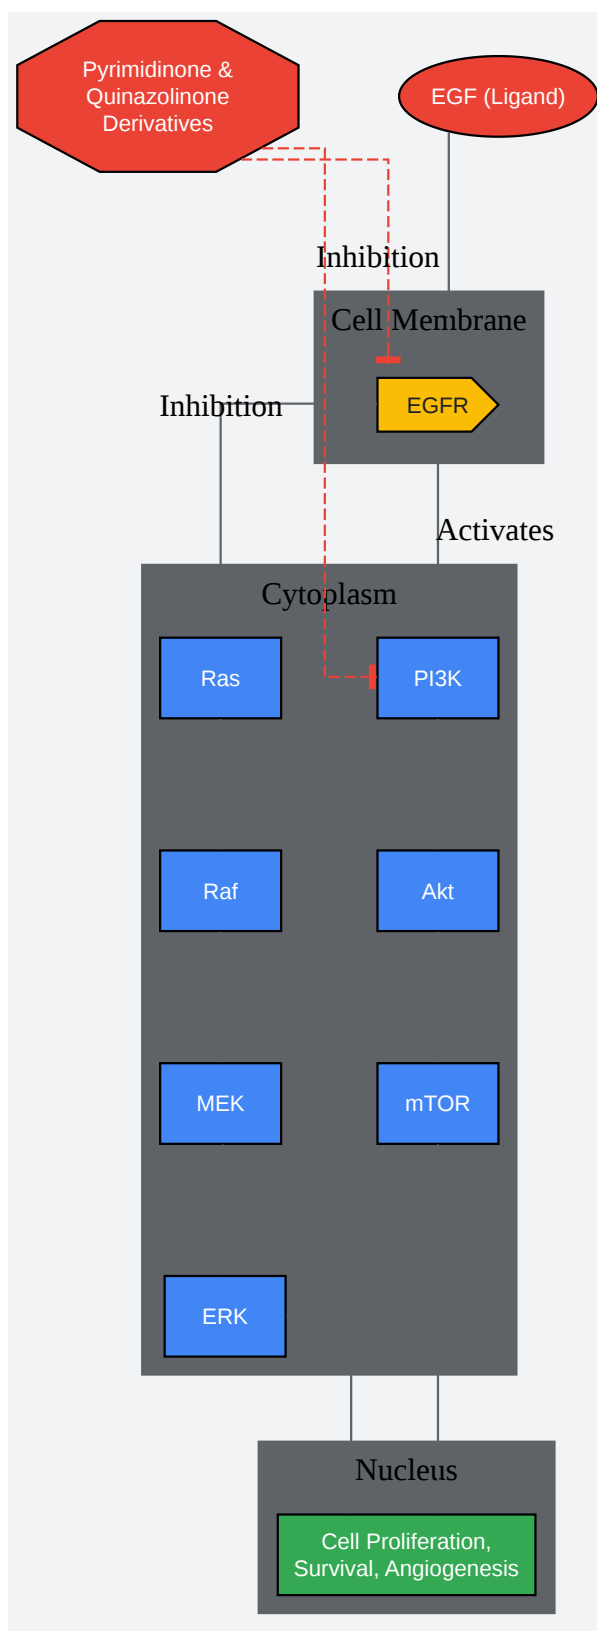 Pyrimidinone &
Quinazolinone
Derivatives
EGF (Ligand)
Inhibition
Cell Membrane
EGFR
Inhibition
Activates
Cytoplasm
Ras
PI3K
Raf
Akt
MEK
mTOR
ERK
Nucleus
Cell Proliferation,
Survival, Angiogenesis